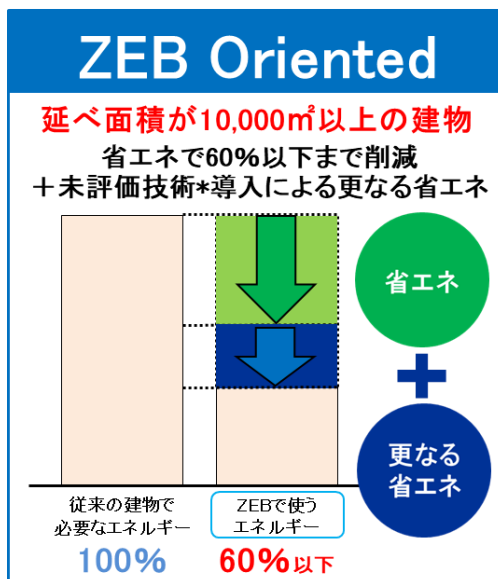 ZEB Oriented
延べ面積が10,000㎡以上の建物
省エネで60%以下まで削減
＋未評価技術*導入による更なる省エネ
省エネ
+
更なる
省エネ
従来の建物で
必要なエネルギー
100%
ZEBで使う
エネルギー
60%以下